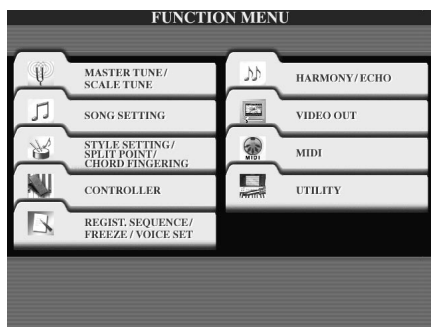 FUNCTION MENU
MASTER TUNE/
SCALE TUNE
SONG SETTING
STYLE SETTING/
SPLIT POINT/
CHORD FINGERING
CONTROLLER
REGIST. SEQUENCE/
FREEZE / VOICE SET
HARMONY/ ECHO
VIDEO OUT
MIDI
MIDI
UTILITY